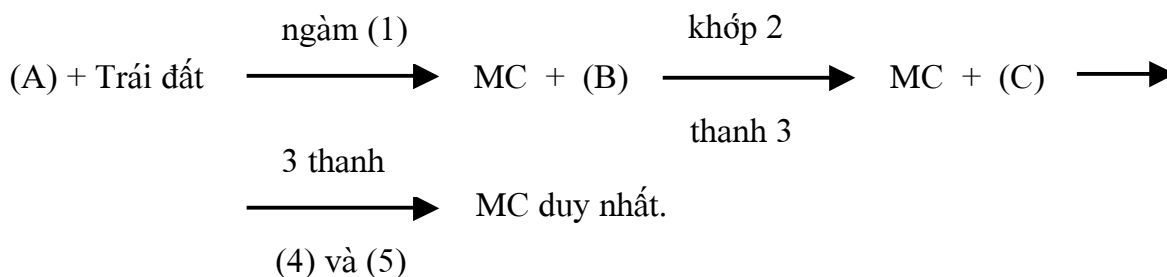 ngàm (1) khớp 2
(A) + Trái đất MC + (B) MC + (C)
thanh 3
3 thanh
MC duy nhất.
(4) và (5)